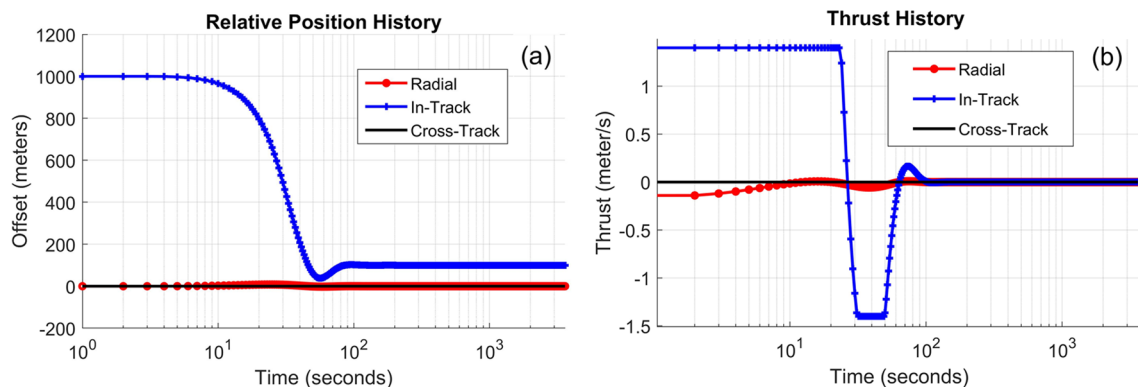 Relative Position History
(a)
Radial
In-Track
Cross-Track
Offset (meters)
1200
1000
800
600
400
200
0
-200
10^0
10^1
10^2
10^3
Time (seconds)
Thrust History
(b)
Radial
In-Track
Cross-Track
Thrust (meter/s)
1
0.5
0
-0.5
-1
-1.5
10^1
10^2
10^3
Time (seconds)